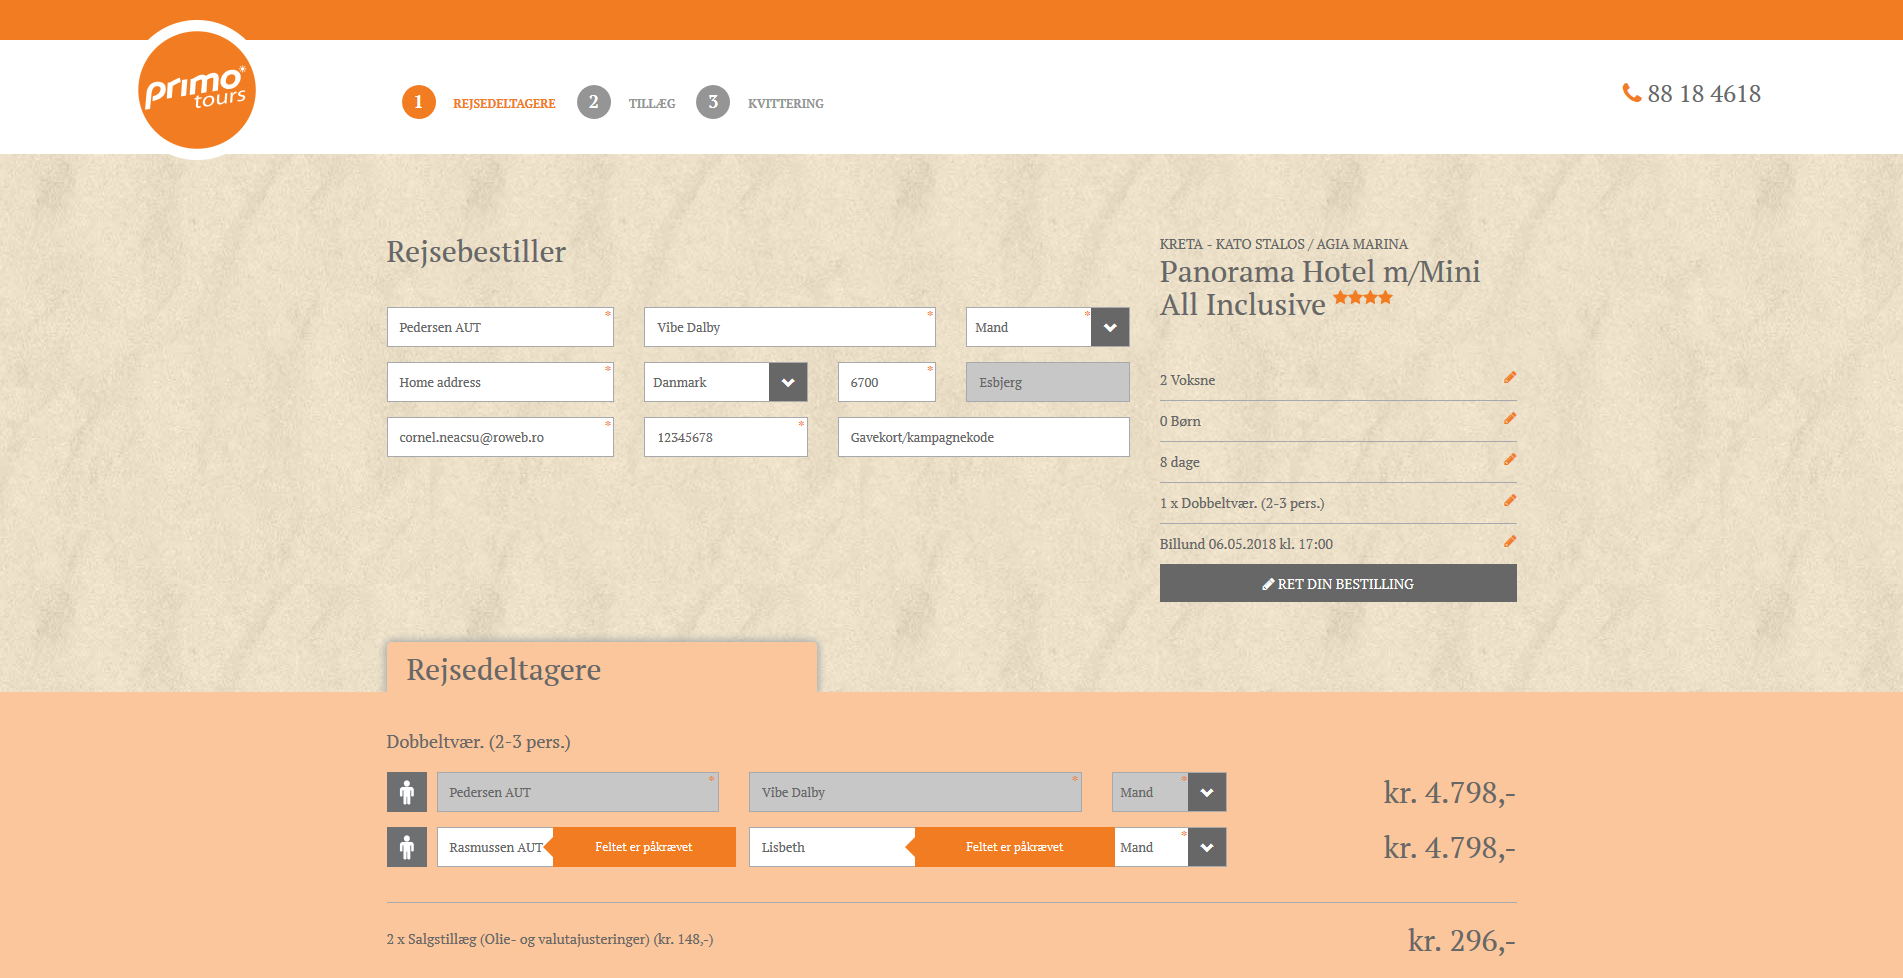 primo
tours
1 REJSEDELTAGERE 2 TILLÆG 3 KVITTERING
88 18 4618
Rejsebestiller
Pedersen AUT * Vibe Dalby * Mand *
Home address * Danmark 6700 * Esbjerg
cornel.neacsu@roweb.ro * 12345678 * Gavekort/kampagnekode
KRETA - KATO STALOS / AGIA MARINA
Panorama Hotel m/Mini
All Inclusive
2 Voksne
0 Børn
8 dage
1 x Dobbeltvær. (2-3 pers.)
Billund 06.05.2018 kl. 17:00
RET DIN BESTILLING
Rejsedeltagere
Dobbeltvær. (2-3 pers.)
Pedersen AUT * Vibe Dalby * Mand * kr. 4.798,-
Rasmussen AUT Feltet er påkrævet Lisbeth Feltet er påkrævet Mand * kr. 4.798,-
2 x Salgstillæg (Olie- og valutajusteringer) (kr. 148,-) kr. 296,-